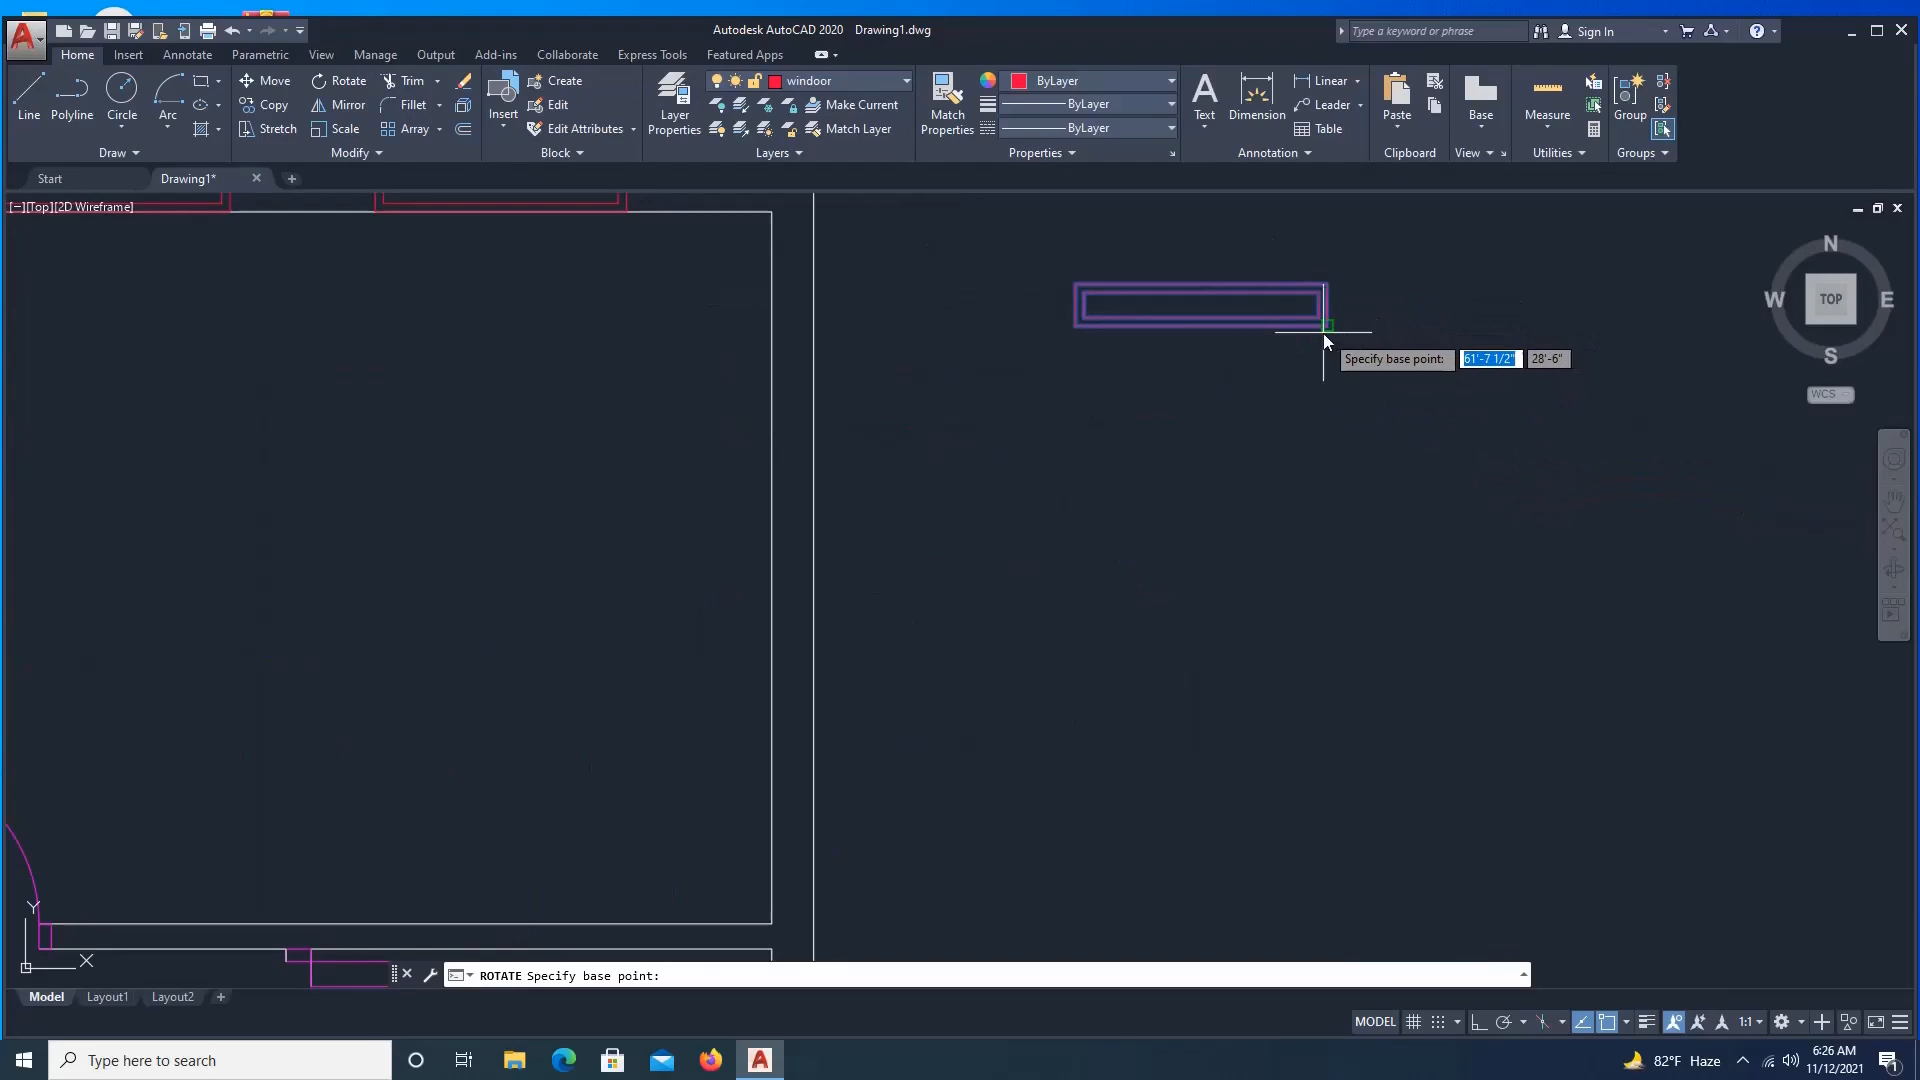 Autodesk AutoCAD 2020 Drawing1.dwg
Type a keyword or phrase
Sign In
Home Insert Annotate Parametric View Manage Output Add-ins Collaborate Express Tools Featured Apps
Line Polyline Circle Arc
Move Rotate Trim
Copy Mirror Fillet
Stretch Scale Array
Insert
Create
Edit
Edit Attributes
Layer Properties
windoor
Make Current
Match Layer
Match Properties
ByLayer
ByLayer
ByLayer
Text Dimension
Linear
Leader
Table
Paste
Base
Measure
Group
Draw Modify Block Layers Properties Annotation Clipboard View Utilities Groups
Start Drawing1*
[−][Top][2D Wireframe]
N
W TOP E
S
WCS
Specify base point: 61'-7 1/2" 28'-6"
Y
X
ROTATE Specify base point:
Model Layout1 Layout2
MODEL 1:1
Type here to search
82°F Haze
6:26 AM
11/12/2021
1